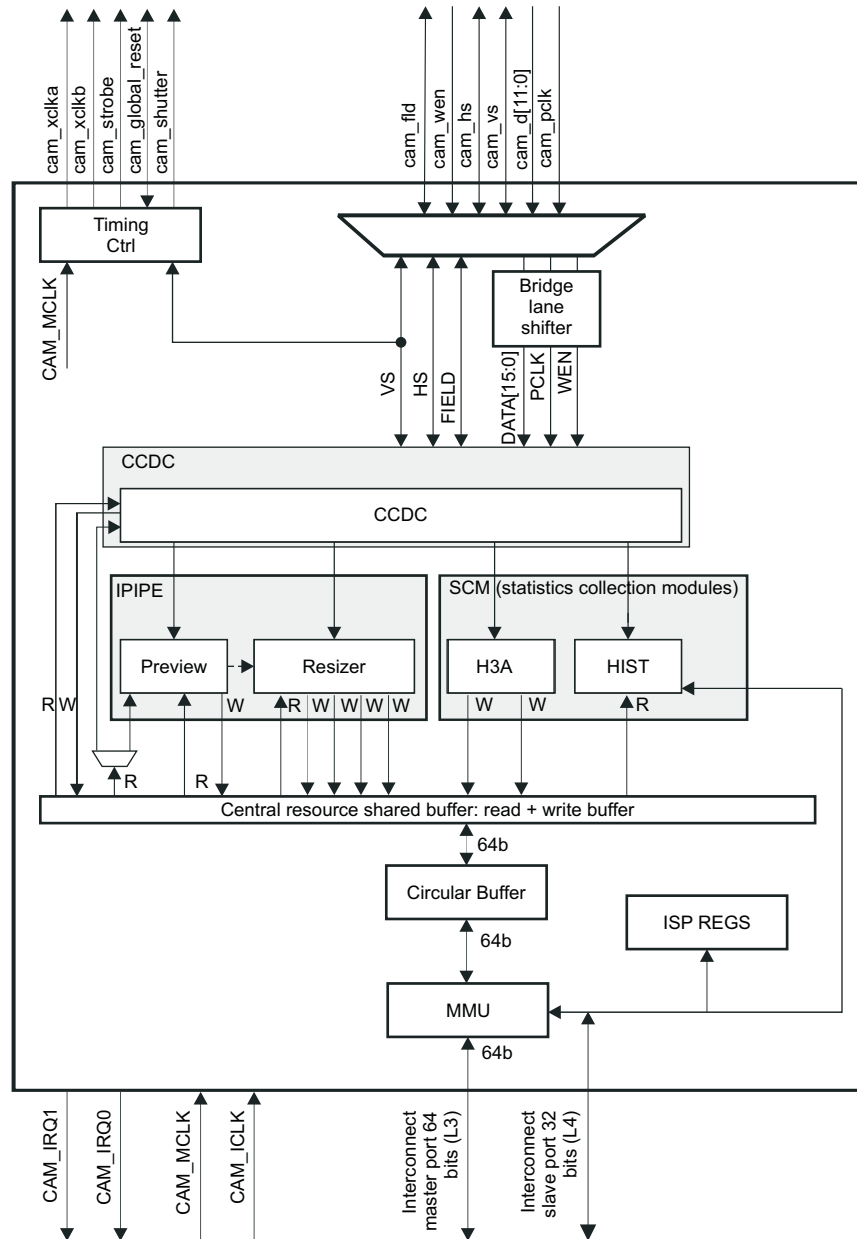 cam_xclka
cam_xclkb
cam_strobe
cam_global_reset
cam_shutter
cam_fld
cam_wen
cam_hs
cam_vs
cam_d[11:0]
cam_pclk
Timing
Ctrl
CAM_MCLK
Bridge
lane
shifter
VS
HS
FIELD
DATA[15:0]
PCLK
WEN
CCDC
CCDC
IPIPE
SCM (statistics collection modules)
Preview
Resizer
H3A
HIST
R
W
W
R
W
W
W
W
W
W
R
R
R
Central resource shared buffer: read + write buffer
64b
Circular Buffer
ISP REGS
64b
MMU
64b
CAM_IRQ1
CAM_IRQ0
CAM_MCLK
CAM_ICLK
Interconnect
master port 64
bits (L3)
Interconnect
slave port 32
bits (L4)